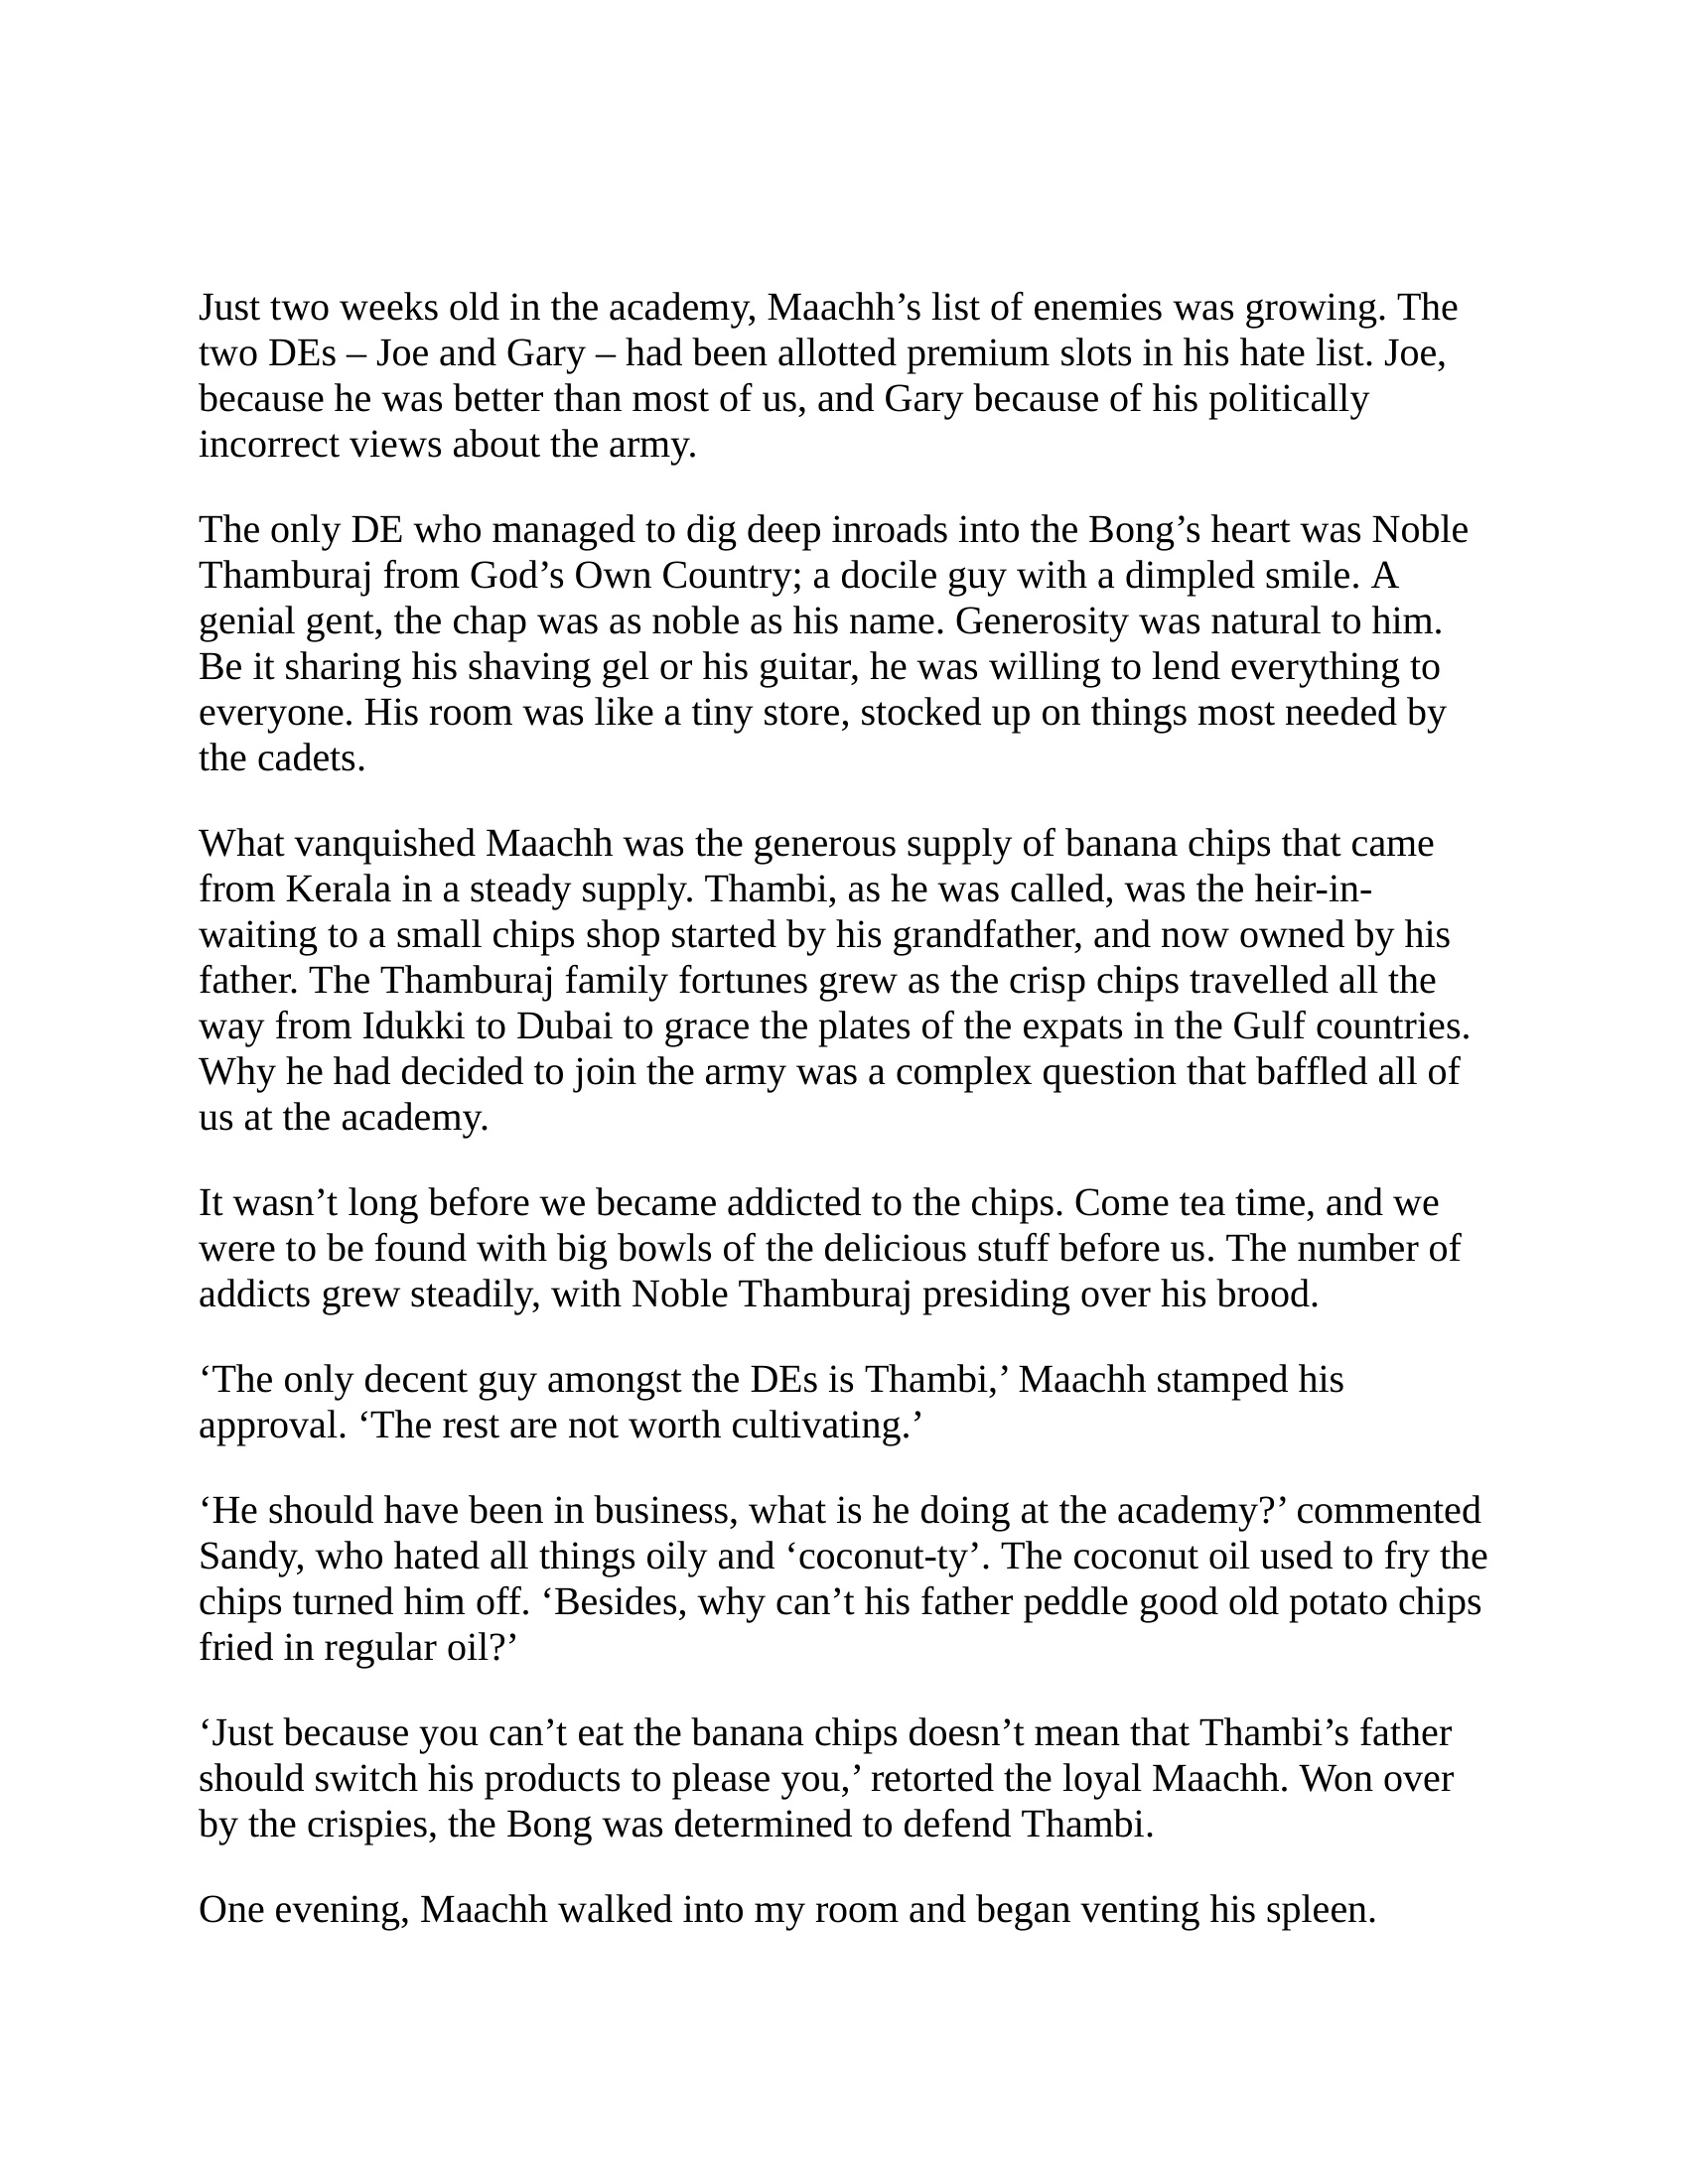 Just two weeks old in the academy, Maachh’s list of enemies was growing. The
two DEs – Joe and Gary – had been allotted premium slots in his hate list. Joe,
because he was better than most of us, and Gary because of his politically
incorrect views about the army.
The only DE who managed to dig deep inroads into the Bong’s heart was Noble
Thamburaj from God’s Own Country; a docile guy with a dimpled smile. A
genial gent, the chap was as noble as his name. Generosity was natural to him.
Be it sharing his shaving gel or his guitar, he was willing to lend everything to
everyone. His room was like a tiny store, stocked up on things most needed by
the cadets.
What vanquished Maachh was the generous supply of banana chips that came
from Kerala in a steady supply. Thambi, as he was called, was the heir-in-
waiting to a small chips shop started by his grandfather, and now owned by his
father. The Thamburaj family fortunes grew as the crisp chips travelled all the
way from Idukki to Dubai to grace the plates of the expats in the Gulf countries.
Why he had decided to join the army was a complex question that baffled all of
us at the academy.
It wasn’t long before we became addicted to the chips. Come tea time, and we
were to be found with big bowls of the delicious stuff before us. The number of
addicts grew steadily, with Noble Thamburaj presiding over his brood.
‘The only decent guy amongst the DEs is Thambi,’ Maachh stamped his
approval. ‘The rest are not worth cultivating.’
‘He should have been in business, what is he doing at the academy?’ commented
Sandy, who hated all things oily and ‘coconut-ty’. The coconut oil used to fry the
chips turned him off. ‘Besides, why can’t his father peddle good old potato chips
fried in regular oil?’
‘Just because you can’t eat the banana chips doesn’t mean that Thambi’s father
should switch his products to please you,’ retorted the loyal Maachh. Won over
by the crispies, the Bong was determined to defend Thambi.
One evening, Maachh walked into my room and began venting his spleen.